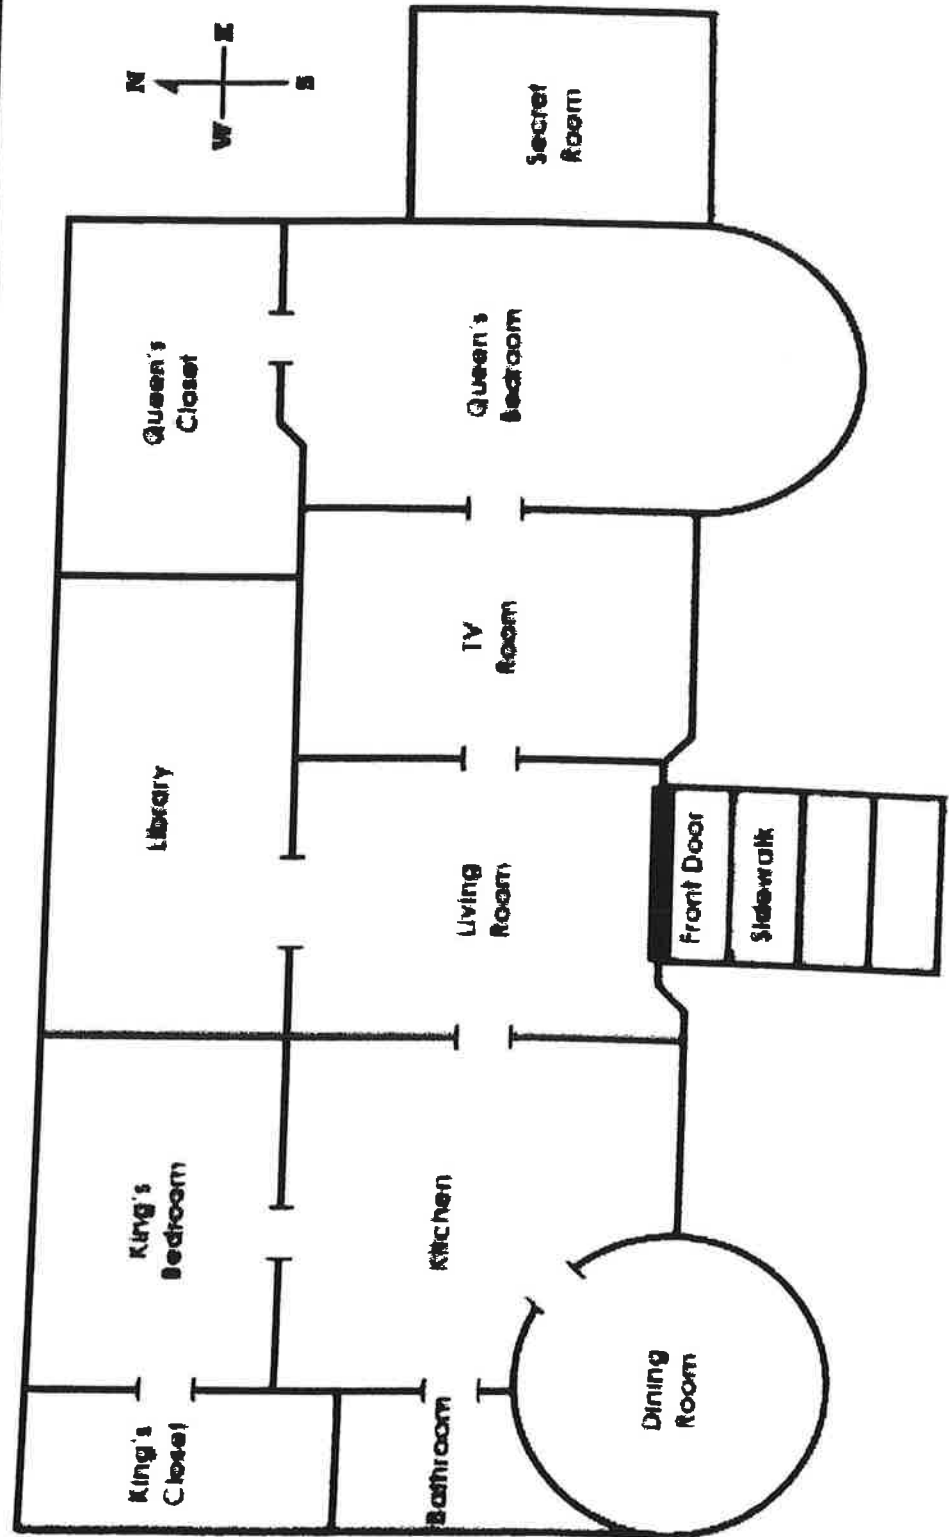 N
W
E
S
King's
Closet
King's
Bedroom
Library
Queen's
Closet
Bathroom
Kitchen
Living
Room
TV
Room
Queen's
Bedroom
Secret
Room
Dining
Room
Front Door
Sidewalk